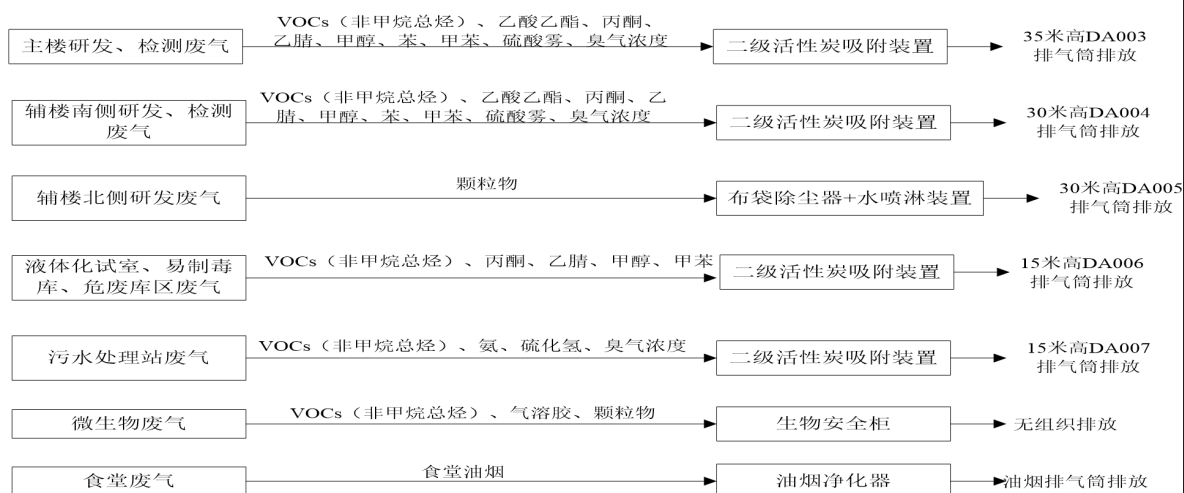 主楼研发、检测废气
VOCs（非甲烷总烃）、乙酸乙酯、丙酮、
乙腈、甲醇、苯、甲苯、硫酸雾、臭气浓度
二级活性炭吸附装置
35米高DA003
排气筒排放
辅楼南侧研发、检测
废气
VOCs（非甲烷总烃）、乙酸乙酯、丙酮、乙
腈、甲醇、苯、甲苯、硫酸雾、臭气浓度
二级活性炭吸附装置
30米高DA004
排气筒排放
辅楼北侧研发废气
颗粒物
布袋除尘器+水喷淋装置
30米高DA005
排气筒排放
液体化试室、易制毒
库、危废库区废气
VOCs（非甲烷总烃）、丙酮、乙腈、甲醇、甲苯
二级活性炭吸附装置
15米高DA006
排气筒排放
污水处理站废气
VOCs（非甲烷总烃）、氨、硫化氢、臭气浓度
二级活性炭吸附装置
15米高DA007
排气筒排放
微生物废气
VOCs（非甲烷总烃）、气溶胶、颗粒物
生物安全柜
无组织排放
食堂废气
食堂油烟
油烟净化器
油烟排气筒排放